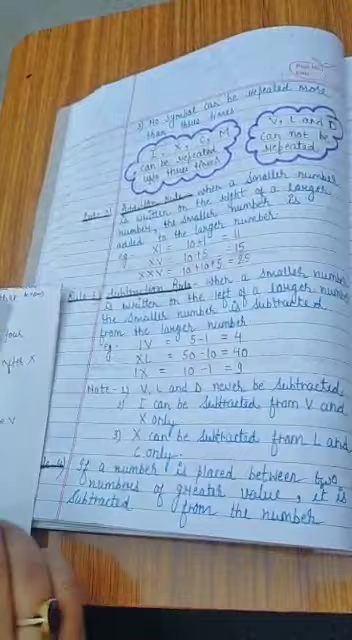 3) No symbol can be repeated more
than three times
I, X, C, M
can be repeated
upto three times
V, L and D
can not be
repeated
Rule 2) Addition Rule - when a smaller number
is written on the right of a larger
number, the smaller number is
added to the larger number
eg. XI = 10+1 = 11
XV = 10+5 = 15
XXV = 10+10+5 = 25
Rule 3 Subtraction Rule - when a smaller number
is written on the left of a larger number
the smaller number is subtracted
from the larger number
eg. IV = 5-1 = 4
XL = 50-10 = 40
IX = 10-1 = 9
Note - 1) V, L and D never be subtracted
2) I can be subtracted from V and
X only
3) X can be subtracted from L and
C only.
4) If a number is placed between two
numbers of greater value, it is
subtracted from the number
after X